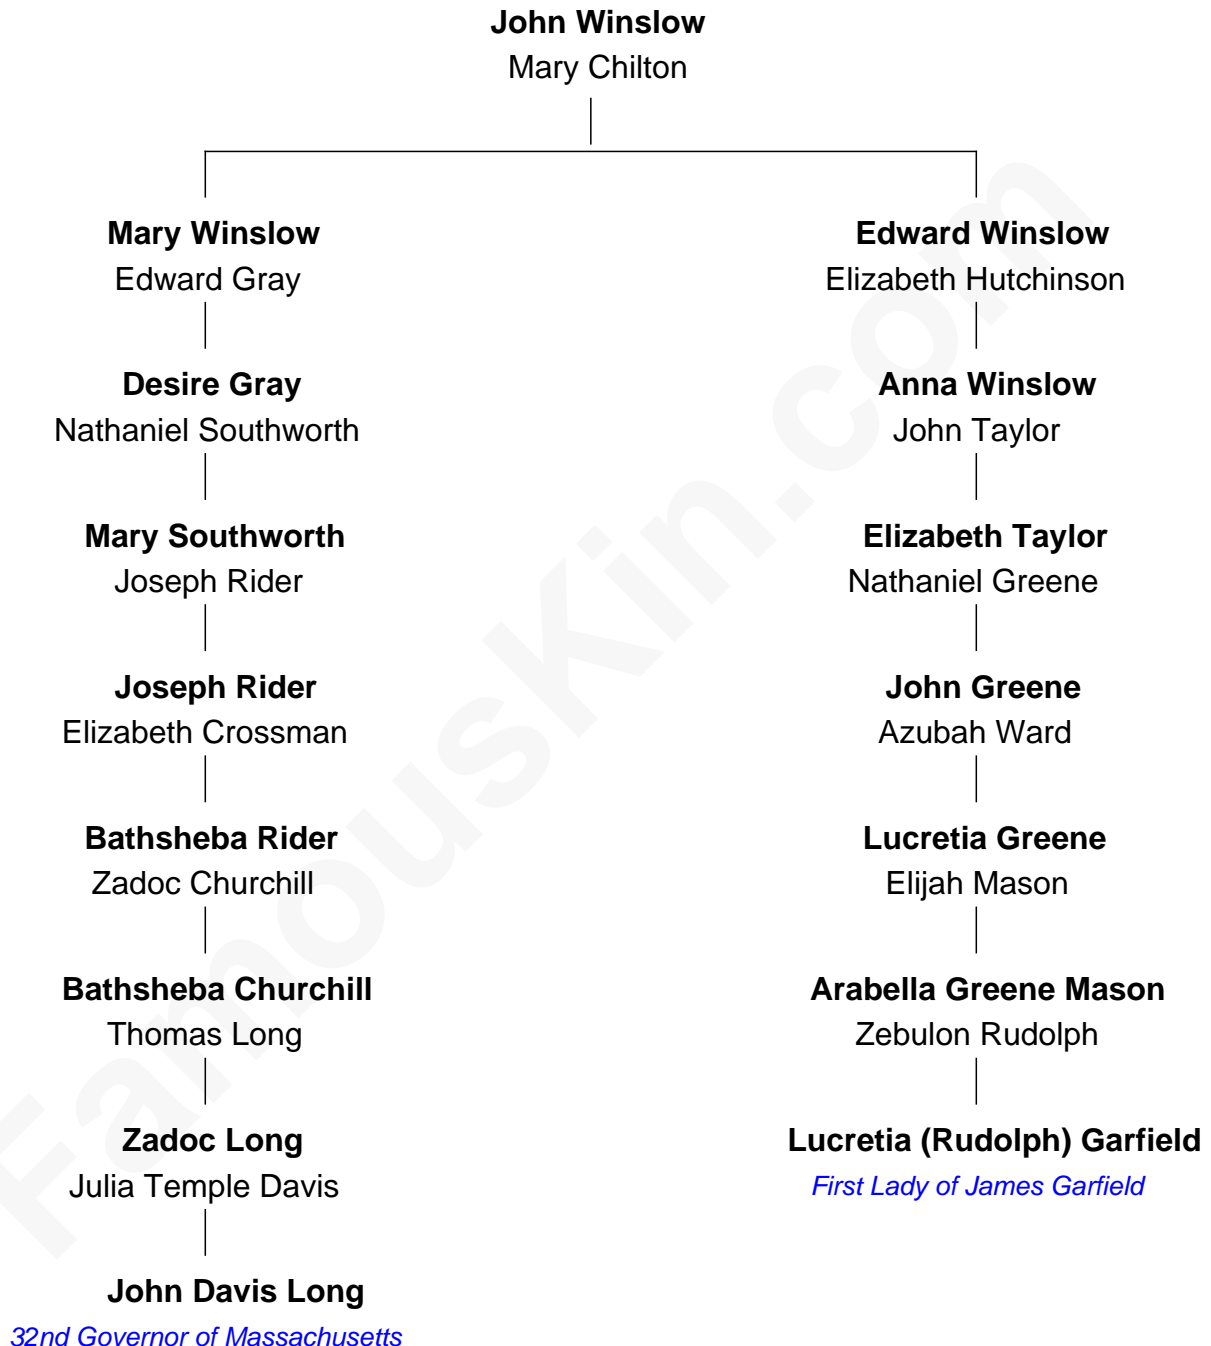 John Winslow
Mary Chilton
Mary Winslow
Edward Gray
Edward Winslow
Elizabeth Hutchinson
Desire Gray
Nathaniel Southworth
Anna Winslow
John Taylor
Mary Southworth
Joseph Rider
Elizabeth Taylor
Nathaniel Greene
Joseph Rider
Elizabeth Crossman
John Greene
Azubah Ward
Bathsheba Rider
Zadoc Churchill
Lucretia Greene
Elijah Mason
Bathsheba Churchill
Thomas Long
Arabella Greene Mason
Zebulon Rudolph
Zadoc Long
Julia Temple Davis
Lucretia (Rudolph) Garfield
First Lady of James Garfield
John Davis Long
32nd Governor of Massachusetts
FamousKin.com